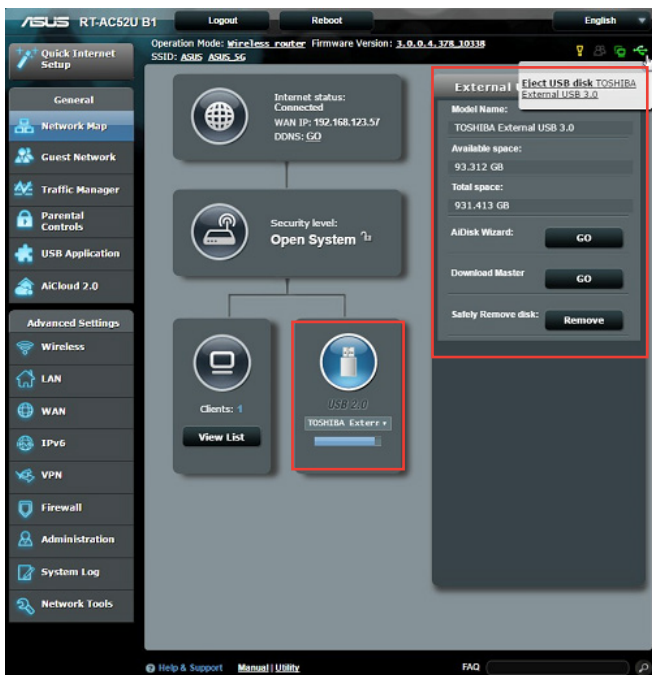 ASUS RT-AC52U B1
Logout
Reboot
English
Quick Internet
Setup
Operation Mode: Wireless router Firmware Version: 3.0.0.4.378_10338
SSID: ASUS ASUS_5G
Eject USB disk TOSHIBA
External USB 3.0
General
Network Map
Guest Network
Traffic Manager
Parental
Controls
USB Application
AiCloud 2.0
Advanced Settings
Wireless
LAN
WAN
IPv6
VPN
Firewall
Administration
System Log
Network Tools
Internet status:
Connected
WAN IP: 192.168.123.57
DDNS: GO
Security level:
Open System
Clients: 1
View List
USB 2.0
TOSHIBA Exterr
External
Model Name:
TOSHIBA External USB 3.0
Available space:
93.312 GB
Total space:
931.413 GB
AiDisk Wizard:
GO
Download Master
GO
Safely Remove disk:
Remove
Help & Support
Manual | Utility
FAQ